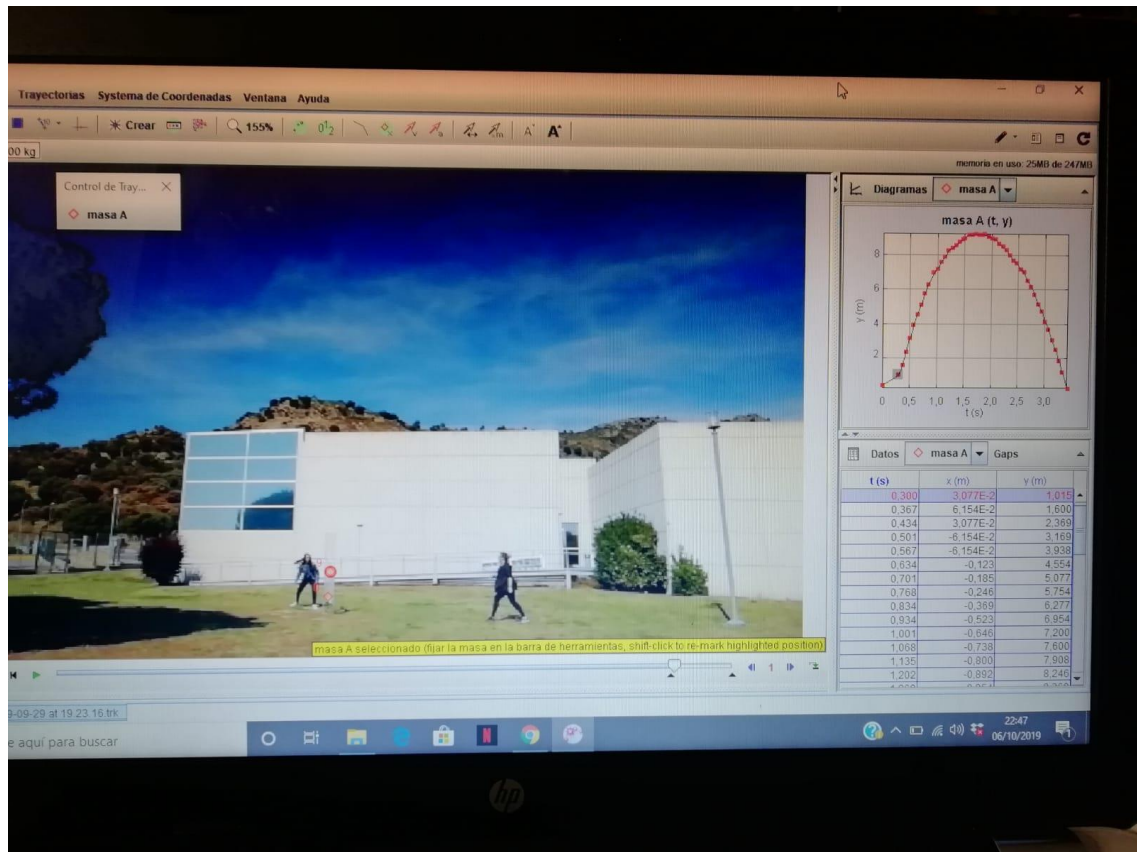 Trayectorias Systema de Coordenadas Ventana Ayuda
Crear 155%
00 kg
memoria en uso: 25MB de 247MB
Control de Tray...
masa A
Diagramas masa A
masa A (t, y)
8
6
4
2
y (m)
0 0,5 1,0 1,5 2,0 2,5 3,0
t (s)
Datos masa A Gaps
t (s) x (m) y (m)
0,300 3,077E-2 1,015
0,367 6,154E-2 1,600
0,434 3,077E-2 2,369
0,501 -6,154E-2 3,169
0,567 -6,154E-2 3,938
0,634 -0,123 4,554
0,701 -0,185 5,077
0,768 -0,246 5,754
0,834 -0,369 6,277
0,934 -0,523 6,954
1,001 -0,646 7,200
1,068 -0,738 7,600
1,135 -0,800 7,908
1,202 -0,892 8,246
masa A seleccionado (fijar la masa en la barra de herramientas, shift-click to re-mark highlighted position)
1
9-09-29 at 19.23.16.trk
e aquí para buscar
22:47
06/10/2019
hp